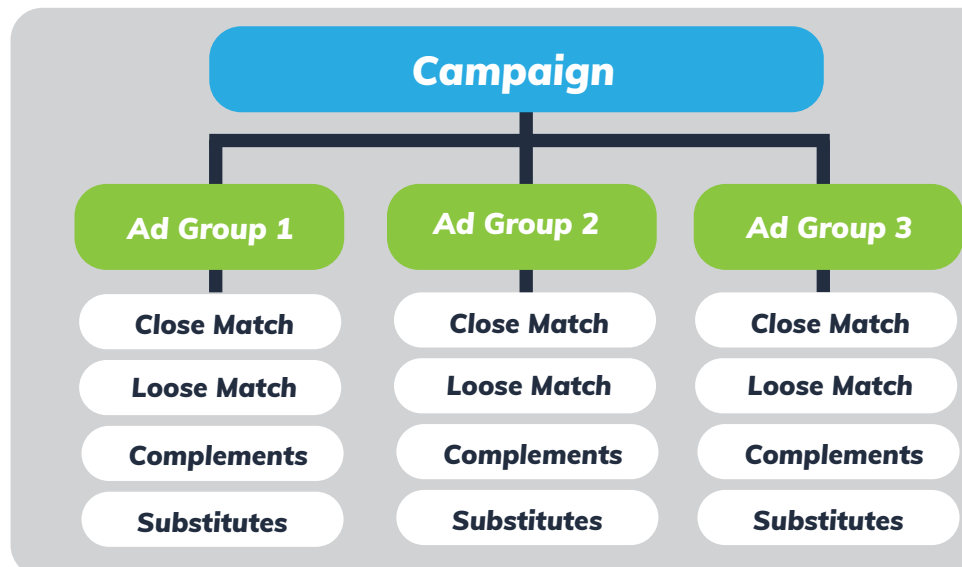 Campaign
Ad Group 1
Ad Group 2
Ad Group 3
Close Match
Close Match
Close Match
Loose Match
Loose Match
Loose Match
Complements
Complements
Complements
Substitutes
Substitutes
Substitutes